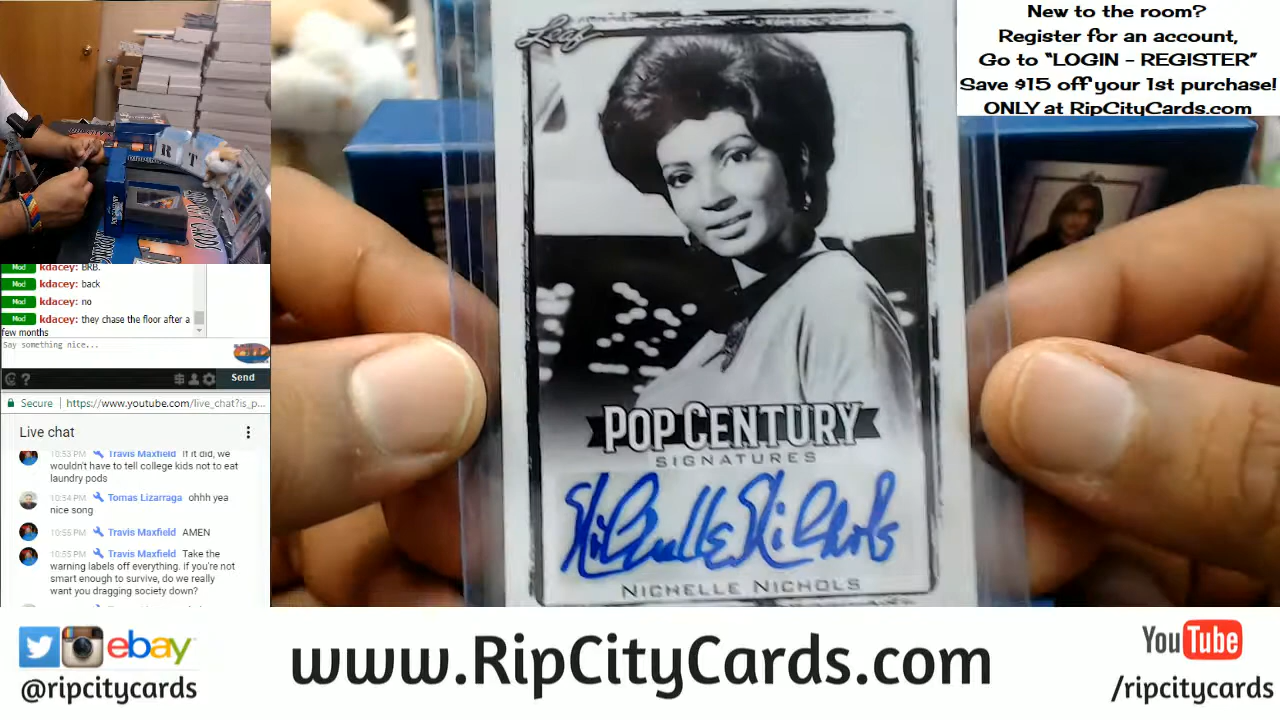 New to the room?
Register for an account,
Go to "LOGIN - REGISTER"
Save $15 off your 1st purchase!
ONLY at RipCityCards.com
Leaf
POP CENTURY
SIGNATURES
Nichelle Nichols
NICHELLE NICHOLS
R T
Mod kdacey: BRB.
Mod kdacey: back
Mod kdacey: no
Mod kdacey: they chase the floor after a
few months
Say something nice...
Send
Secure https://www.youtube.com/live_chat?is_p...
Live chat
10:53 PM Travis Maxfield If it did, we
wouldn't have to tell college kids not to eat
laundry pods
10:54 PM Tomas Lizarraga ohhh yea
nice song
10:55 PM Travis Maxfield AMEN
10:55 PM Travis Maxfield Take the
warning labels off everything. if you're not
smart enough to survive, do we really
want you dragging society down?
ebay
@ripcitycards
www.RipCityCards.com
YouTube
/ripcitycards